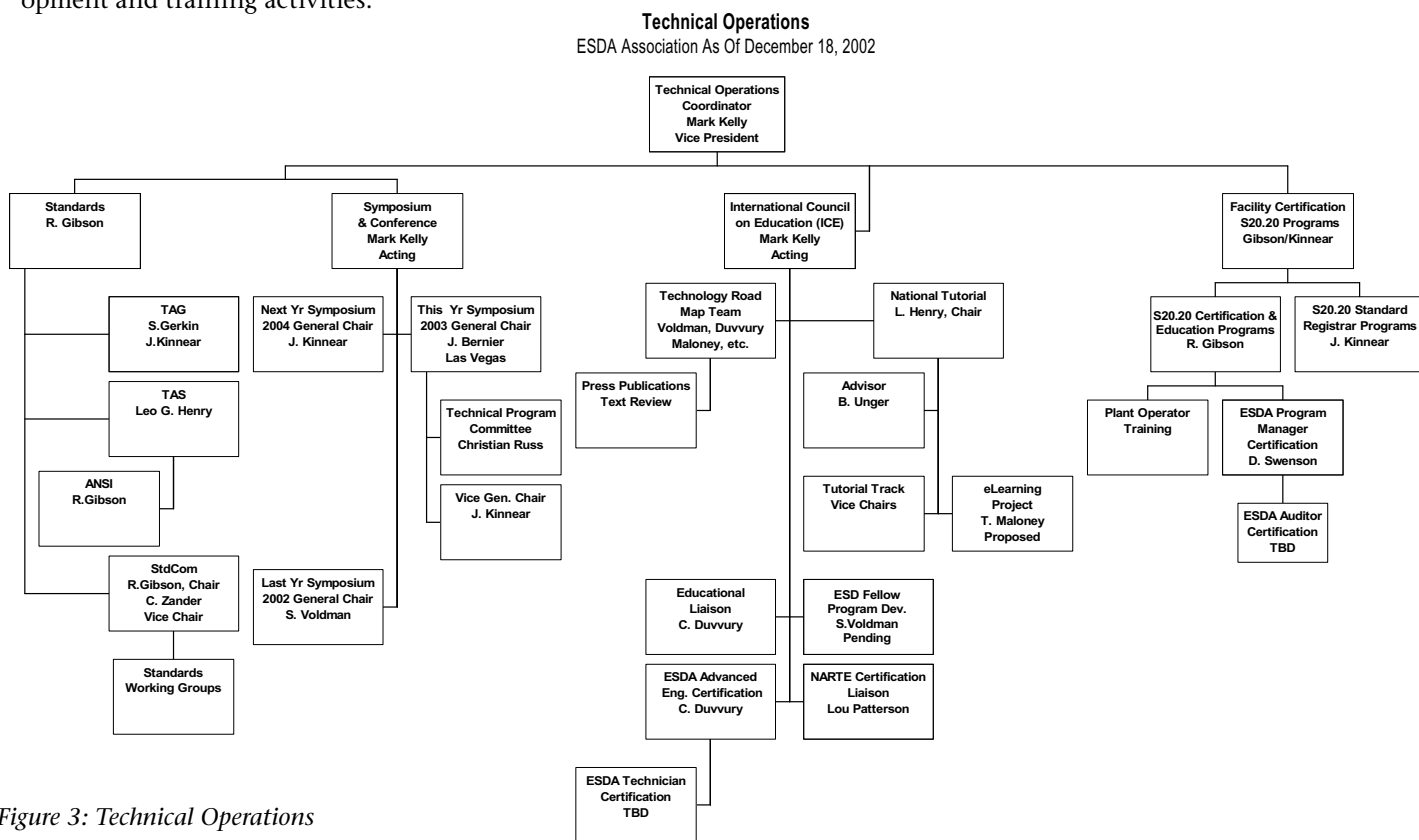 opment and training activities.
Technical Operations
ESDA Association As Of December 18, 2002
Technical Operations
Coordinator
Mark Kelly
Vice President
Standards
R. Gibson
Symposium
& Conference
Mark Kelly
Acting
International Council
on Education (ICE)
Mark Kelly
Acting
Facility Certification
S20.20 Programs
Gibson/Kinnear
TAG
S.Gerkin
J.Kinnear
Next Yr Symposium
2004 General Chair
J. Kinnear
This Yr Symposium
2003 General Chair
J. Bernier
Las Vegas
Technology Road
Map Team
Voldman, Duvvury
Maloney, etc.
National Tutorial
L. Henry, Chair
S20.20 Certification &
Education Programs
R. Gibson
S20.20 Standard
Registrar Programs
J. Kinnear
TAS
Leo G. Henry
Technical Program
Committee
Christian Russ
Press Publications
Text Review
Advisor
B. Unger
Plant Operator
Training
ESDA Program
Manager
Certification
D. Swenson
ANSI
R.Gibson
Vice Gen. Chair
J. Kinnear
Tutorial Track
Vice Chairs
eLearning
Project
T. Maloney
Proposed
ESDA Auditor
Certification
TBD
StdCom
R.Gibson, Chair
C. Zander
Vice Chair
Last Yr Symposium
2002 General Chair
S. Voldman
Educational
Liaison
C. Duvvury
ESD Fellow
Program Dev.
S.Voldman
Pending
Standards
Working Groups
ESDA Advanced
Eng. Certification
C. Duvvury
NARTE Certification
Liaison
Lou Patterson
ESDA Technician
Certification
TBD
Figure 3: Technical Operations